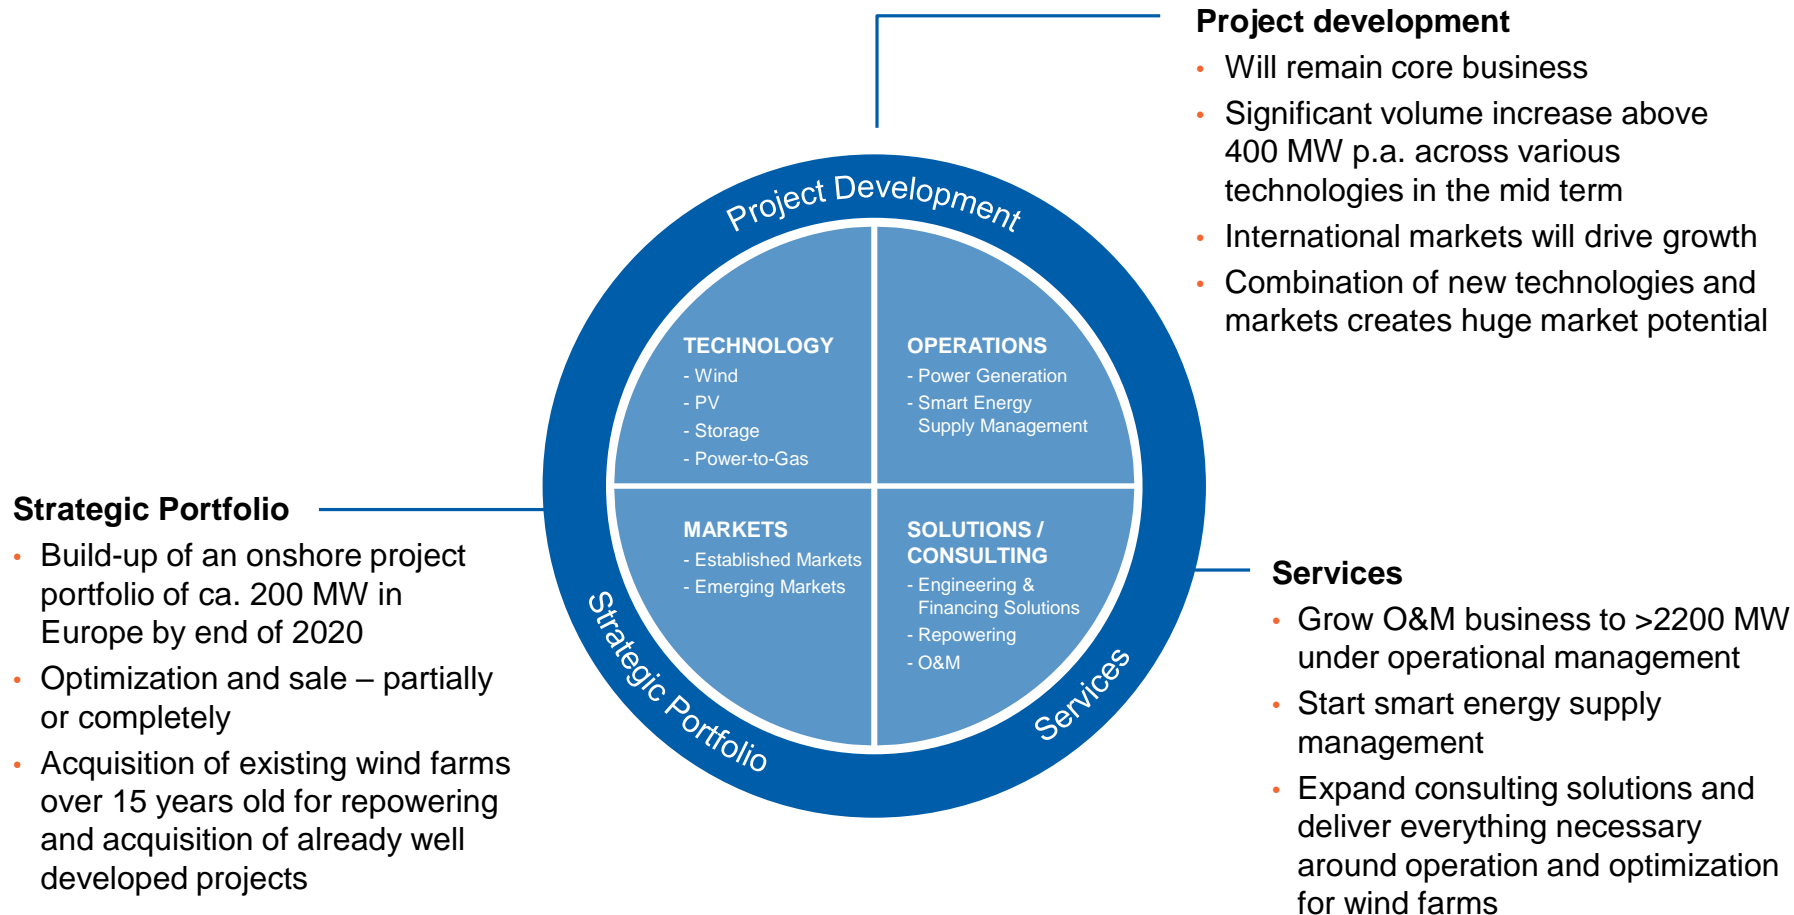 Project development
• Will remain core business
• Significant volume increase above
400 MW p.a. across various
technologies in the mid term
• International markets will drive growth
• Combination of new technologies and
markets creates huge market potential
Project Development
TECHNOLOGY
- Wind
- PV
- Storage
- Power-to-Gas
OPERATIONS
- Power Generation
- Smart Energy
Supply Management
MARKETS
- Established Markets
- Emerging Markets
SOLUTIONS /
CONSULTING
- Engineering &
Financing Solutions
- Repowering
- O&M
Strategic Portfolio
Services
Strategic Portfolio
• Build-up of an onshore project
portfolio of ca. 200 MW in
Europe by end of 2020
• Optimization and sale – partially
or completely
• Acquisition of existing wind farms
over 15 years old for repowering
and acquisition of already well
developed projects
Services
• Grow O&M business to >2200 MW
under operational management
• Start smart energy supply
management
• Expand consulting solutions and
deliver everything necessary
around operation and optimization
for wind farms